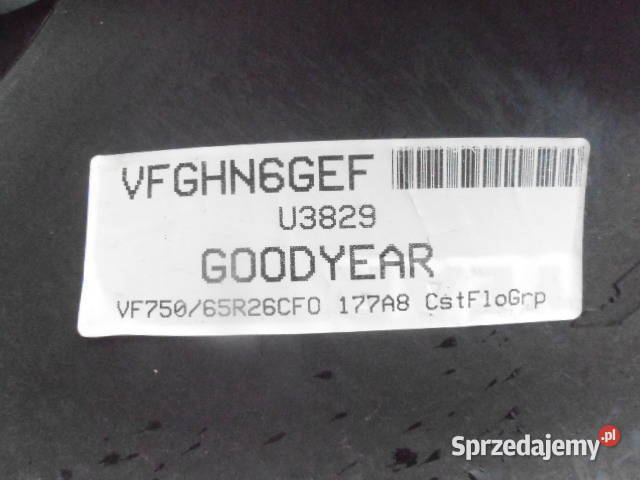 VFGHN6GEF
U3829
GOODYEAR
VF750/65R26CFO 177A8 CstFloGrp
Sprzedajemy.pl